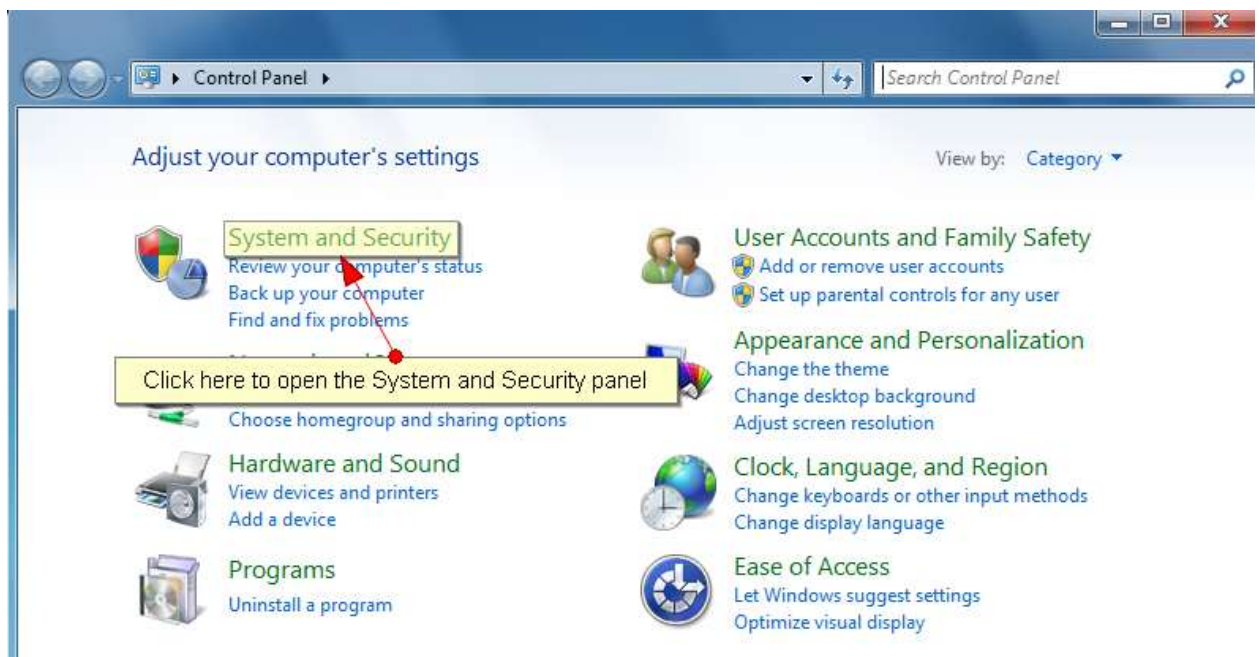 Control Panel
Search Control Panel
Adjust your computer's settings
View by: Category
System and Security
Review your computer's status
Back up your computer
Find and fix problems
Click here to open the System and Security panel
Choose homegroup and sharing options
Hardware and Sound
View devices and printers
Add a device
Programs
Uninstall a program
User Accounts and Family Safety
Add or remove user accounts
Set up parental controls for any user
Appearance and Personalization
Change the theme
Change desktop background
Adjust screen resolution
Clock, Language, and Region
Change keyboards or other input methods
Change display language
Ease of Access
Let Windows suggest settings
Optimize visual display